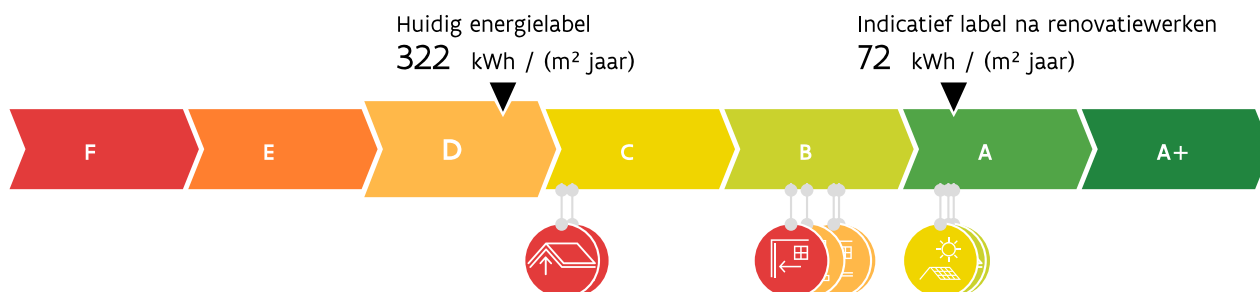 Huidig energielabel
322 kWh / (m² jaar)
Indicatief label na renovatiewerken
72 kWh / (m² jaar)
F E D C B A A+